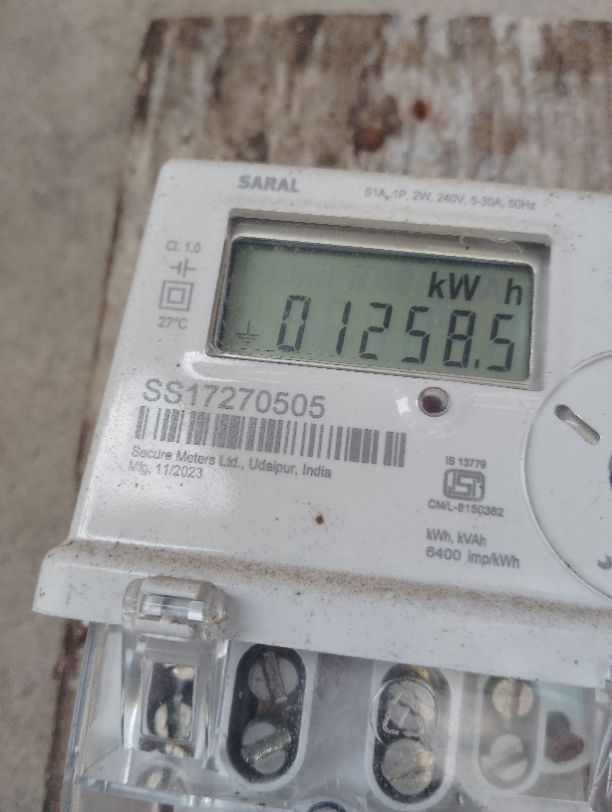 SARAL
S1A, 1P, 2W, 240V, 5-30A, 50Hz
Cl. 1.0
27°C
kW h
01258.5
SS17270505
Secure Meters Ltd., Udaipur, India
Mfg. 11/2023
IS 13779
ISI
CM/L-8150362
kWh, kVAh
6400 imp/kWh